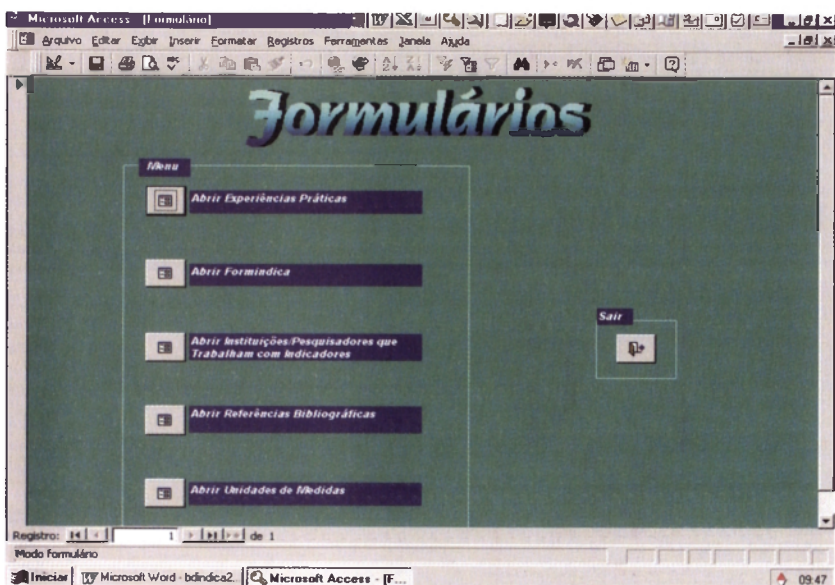 Microsoft Access - [Formulário]
Arquivo Editar Exibir Inserir Formatar Registros Ferramentas Janela Ajuda
Formulários
Menu
Abrir Experiências Práticas
Abrir Formindica
Abrir Instituições/Pesquisadores que
Trabalham com Indicadores
Abrir Referências Bibliográficas
Abrir Unidades de Medidas
Sair
Registro: 1 de 1
Modo formulário
Iniciar Microsoft Word - bdindica2.. Microsoft Access - [F... 09:47